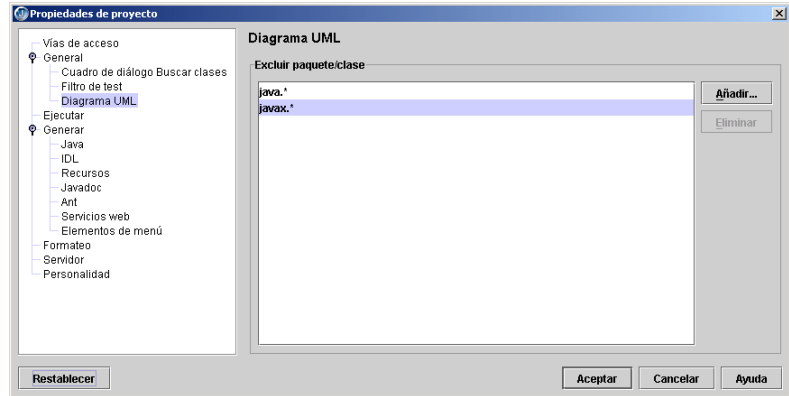 Propiedades de proyecto
Vías de acceso
General
Cuadro de diálogo Buscar clases
Filtro de test
Diagrama UML
Ejecutar
Generar
Java
IDL
Recursos
Javadoc
Ant
Servicios web
Elementos de menú
Formateo
Servidor
Personalidad
Diagrama UML
Excluir paquete/clase
java.*
javax.*
Añadir...
Eliminar
Restablecer
Aceptar
Cancelar
Ayuda